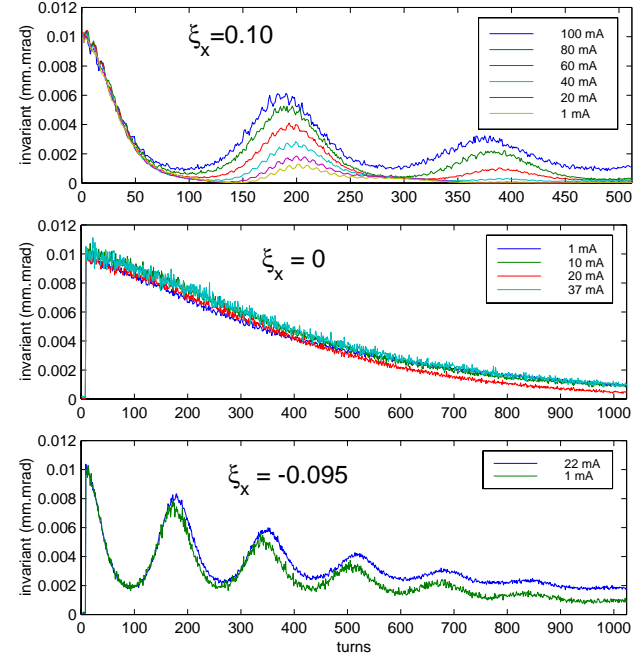 ξx=0.10
invariant (mm.mrad)
0.012
0.01
0.008
0.006
0.004
0.002
0
0 50 100 150 200 250 300 350 400 450 500
100 mA
80 mA
60 mA
40 mA
20 mA
1 mA
ξx = 0
invariant (mm.mrad)
0.012
0.01
0.008
0.006
0.004
0.002
0
0 100 200 300 400 500 600 700 800 900 1000
1 mA
10 mA
20 mA
37 mA
ξx = -0.095
invariant (mm.mrad)
0.012
0.01
0.008
0.006
0.004
0.002
0
0 100 200 300 400 500 600 700 800 900 1000
turns
22 mA
1 mA